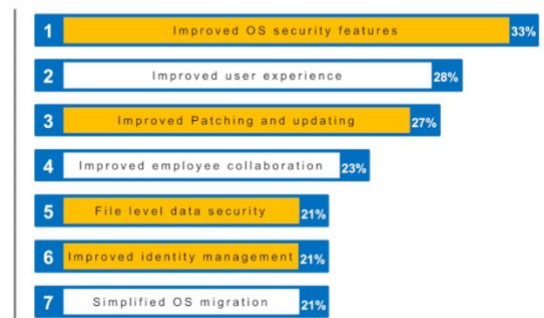 1 Improved OS security features 33%
2 Improved user experience 28%
3 Improved Patching and updating 27%
4 Improved employee collaboration 23%
5 File level data security 21%
6 Improved identity management 21%
7 Simplified OS migration 21%